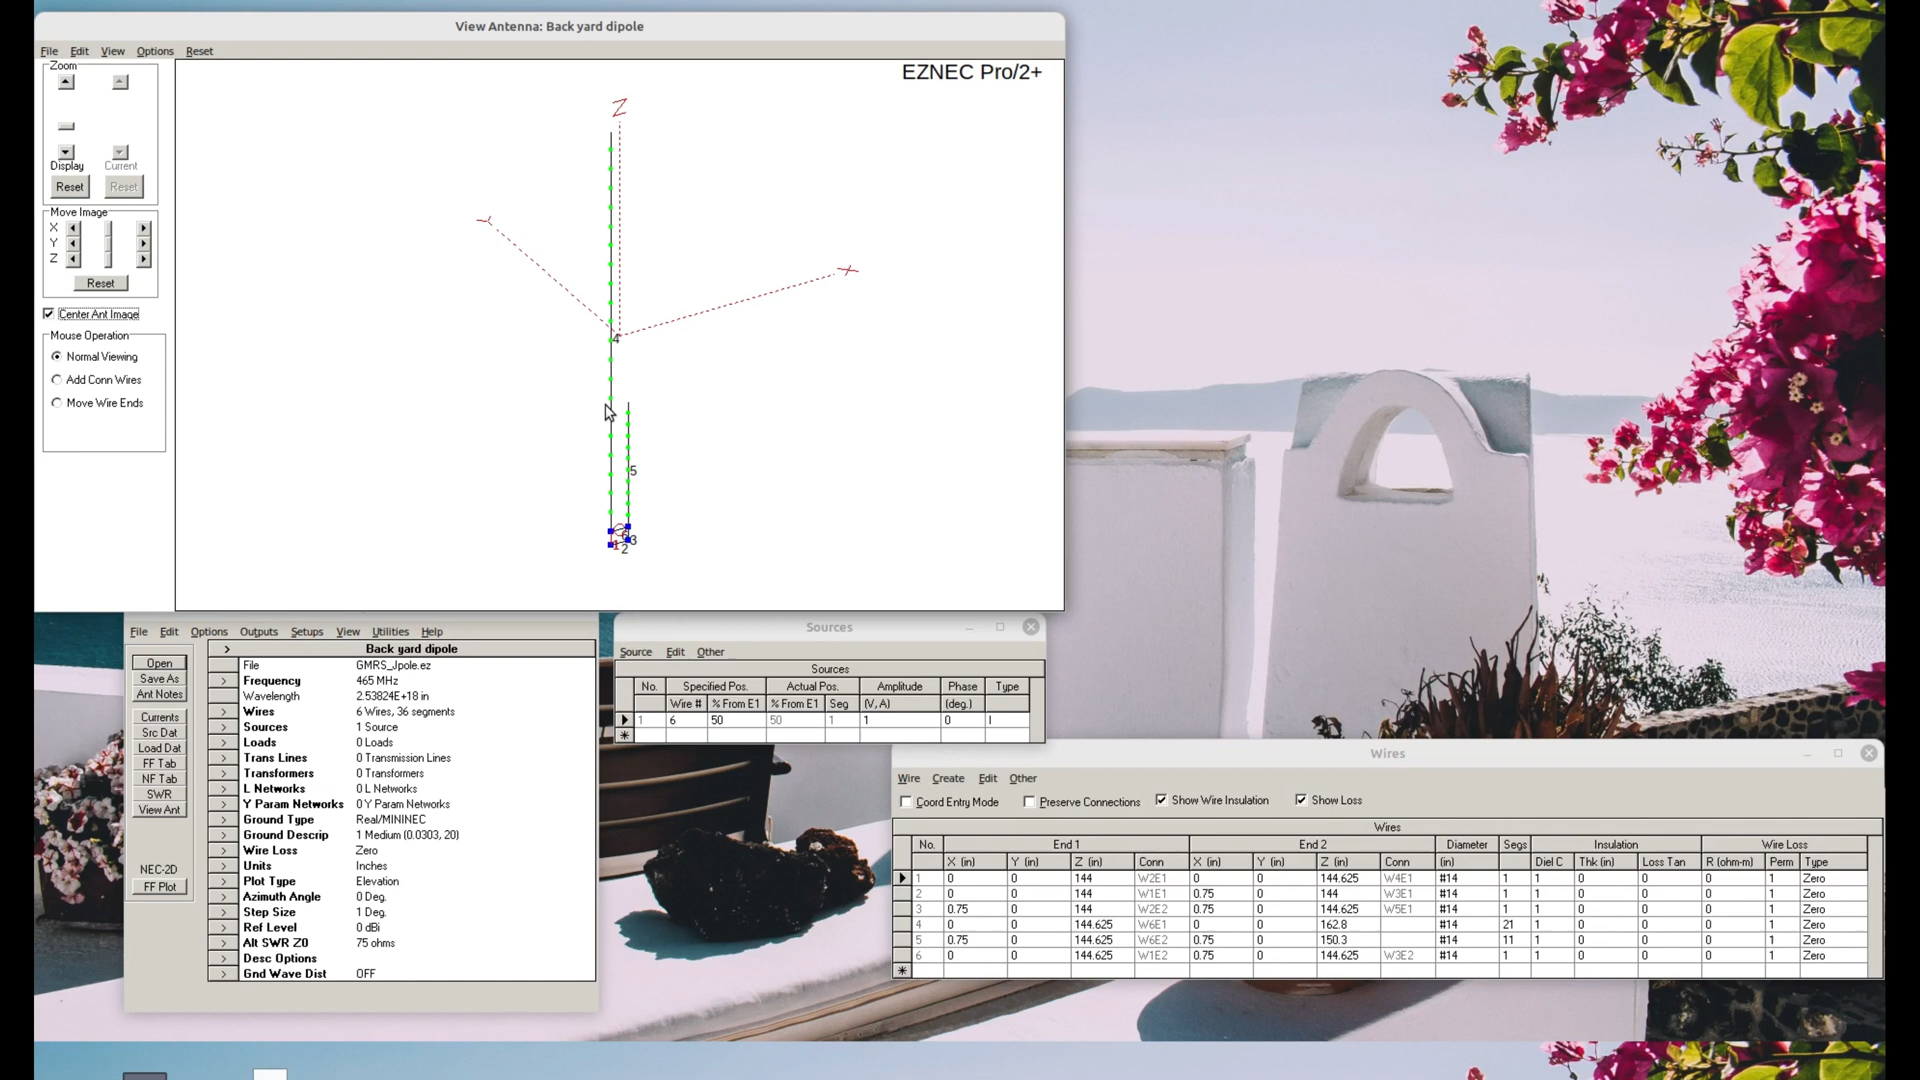 View Antenna: Back yard dipole
File Edit View Options Reset
EZNEC Pro/2+
Zoom
Display Current
Reset Reset
Move Image
X
Y
Z
Reset
Center Ant Image
Mouse Operation
Normal Viewing
Add Conn Wires
Move Wire Ends
Z
Y
X
4
5
3
2
File Edit Options Outputs Setups View Utilities Help
Open
Save As
Ant Notes
Currents
Src Dat
Load Dat
FF Tab
NF Tab
SWR
View Ant
NEC-2D
FF Plot
> Back yard dipole
File GMRS_Jpole.ez
> Frequency 465 MHz
Wavelength 2.53824E+18 in
> Wires 6 Wires, 36 segments
> Sources 1 Source
> Loads 0 Loads
> Trans Lines 0 Transmission Lines
> Transformers 0 Transformers
> L Networks 0 L Networks
> Y Param Networks 0 Y Param Networks
> Ground Type Real/MININEC
> Ground Descrip 1 Medium (0.0303, 20)
> Wire Loss Zero
> Units Inches
> Plot Type Elevation
> Azimuth Angle 0 Deg.
> Step Size 1 Deg.
> Ref Level 0 dBi
> Alt SWR Z0 75 ohms
> Desc Options
> Gnd Wave Dist OFF
Sources
Source Edit Other
Sources
No. Specified Pos. Actual Pos. Amplitude Phase Type
Wire # % From E1 % From E1 Seg (V, A) (deg.)
1 6 50 50 1 1 0 I
Wires
Wire Create Edit Other
Coord Entry Mode Preserve Connections Show Wire Insulation Show Loss
Wires
No. End 1 End 2 Diameter Segs Insulation Wire Loss
X (in) Y (in) Z (in) Conn X (in) Y (in) Z (in) Conn (in) Diel C Thk (in) Loss Tan R (ohm-m) Perm Type
1 0 0 144 W2E1 0 0 144.625 W4E1 #14 1 1 0 0 0 1 Zero
2 0 0 144 W1E1 0.75 0 144 W3E1 #14 1 1 0 0 0 1 Zero
3 0.75 0 144 W2E2 0.75 0 144.625 W5E1 #14 1 1 0 0 0 1 Zero
4 0 0 144.625 W6E1 0 0 162.8 #14 21 1 0 0 0 1 Zero
5 0.75 0 144.625 W6E2 0.75 0 150.3 #14 11 1 0 0 0 1 Zero
6 0 0 144.625 W1E2 0.75 0 144.625 W3E2 #14 1 1 0 0 0 1 Zero